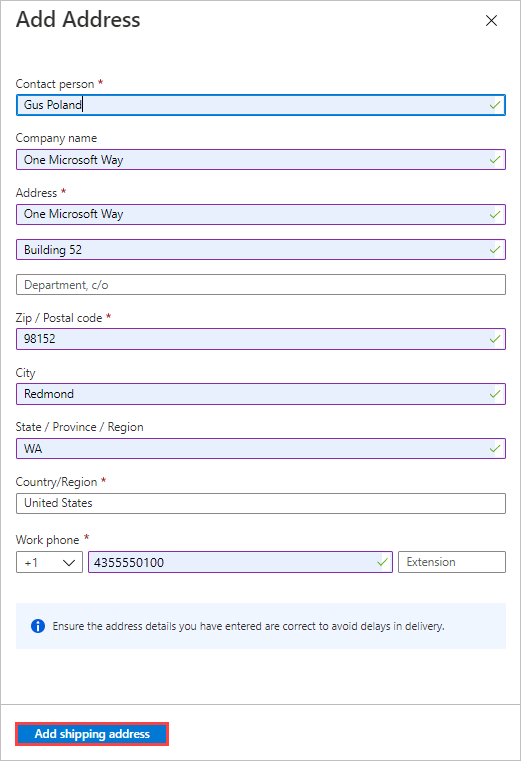 Add Address
Contact person *
Gus Poland
Company name
One Microsoft Way
Address *
One Microsoft Way
Building 52
Department, c/o
Zip / Postal code *
98152
City
Redmond
State / Province / Region
WA
Country/Region *
United States
Work phone *
+1 4355550100 Extension
Ensure the address details you have entered are correct to avoid delays in delivery.
Add shipping address